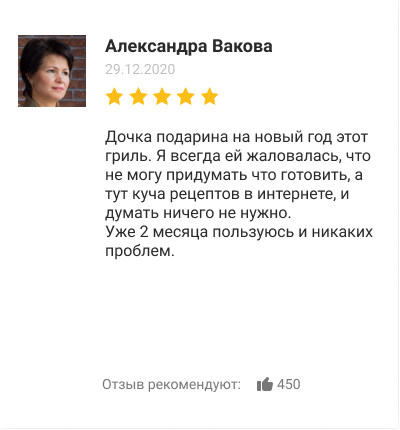 Александра Вакова
29.12.2020
Дочка подарина на новый год этот
гриль. Я всегда ей жаловалась, что
не могу придумать что готовить, а
тут куча рецептов в интернете, и
думать ничего не нужно.
Уже 2 месяца пользуюсь и никаких
проблем.
Отзыв рекомендуют: 450